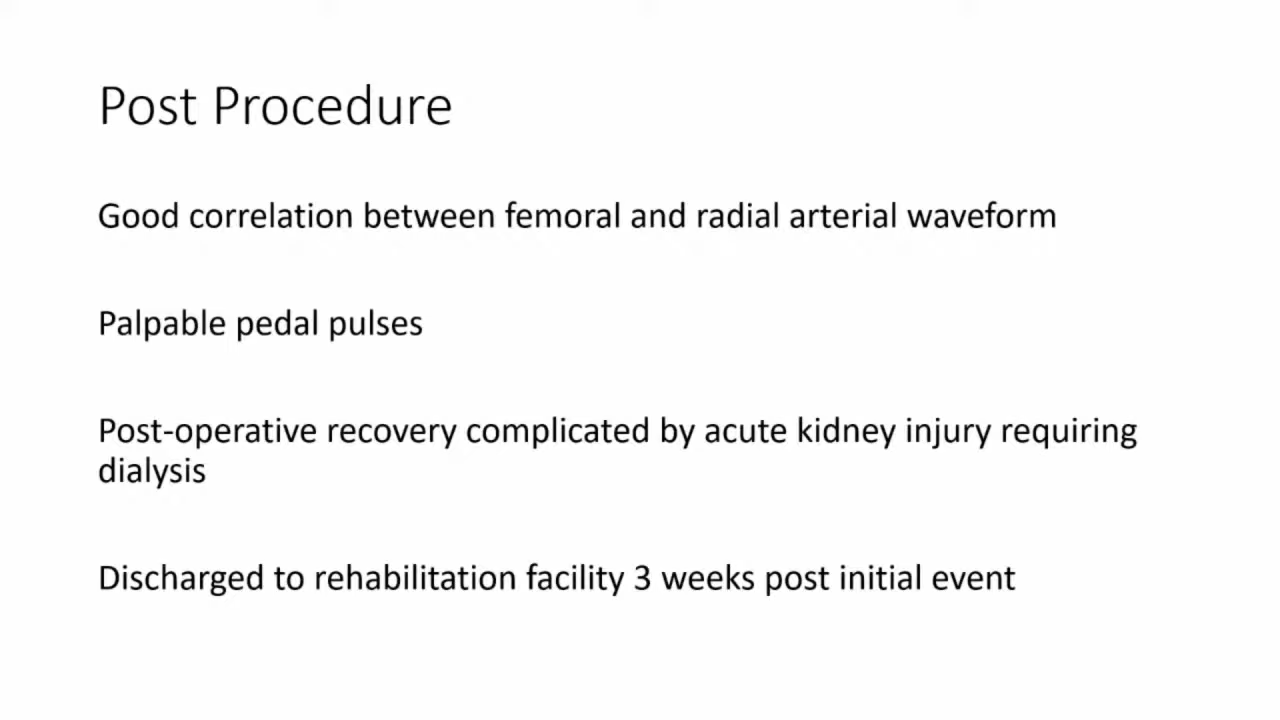 Post Procedure
Good correlation between femoral and radial arterial waveform
Palpable pedal pulses
Post-operative recovery complicated by acute kidney injury requiring
dialysis
Discharged to rehabilitation facility 3 weeks post initial event